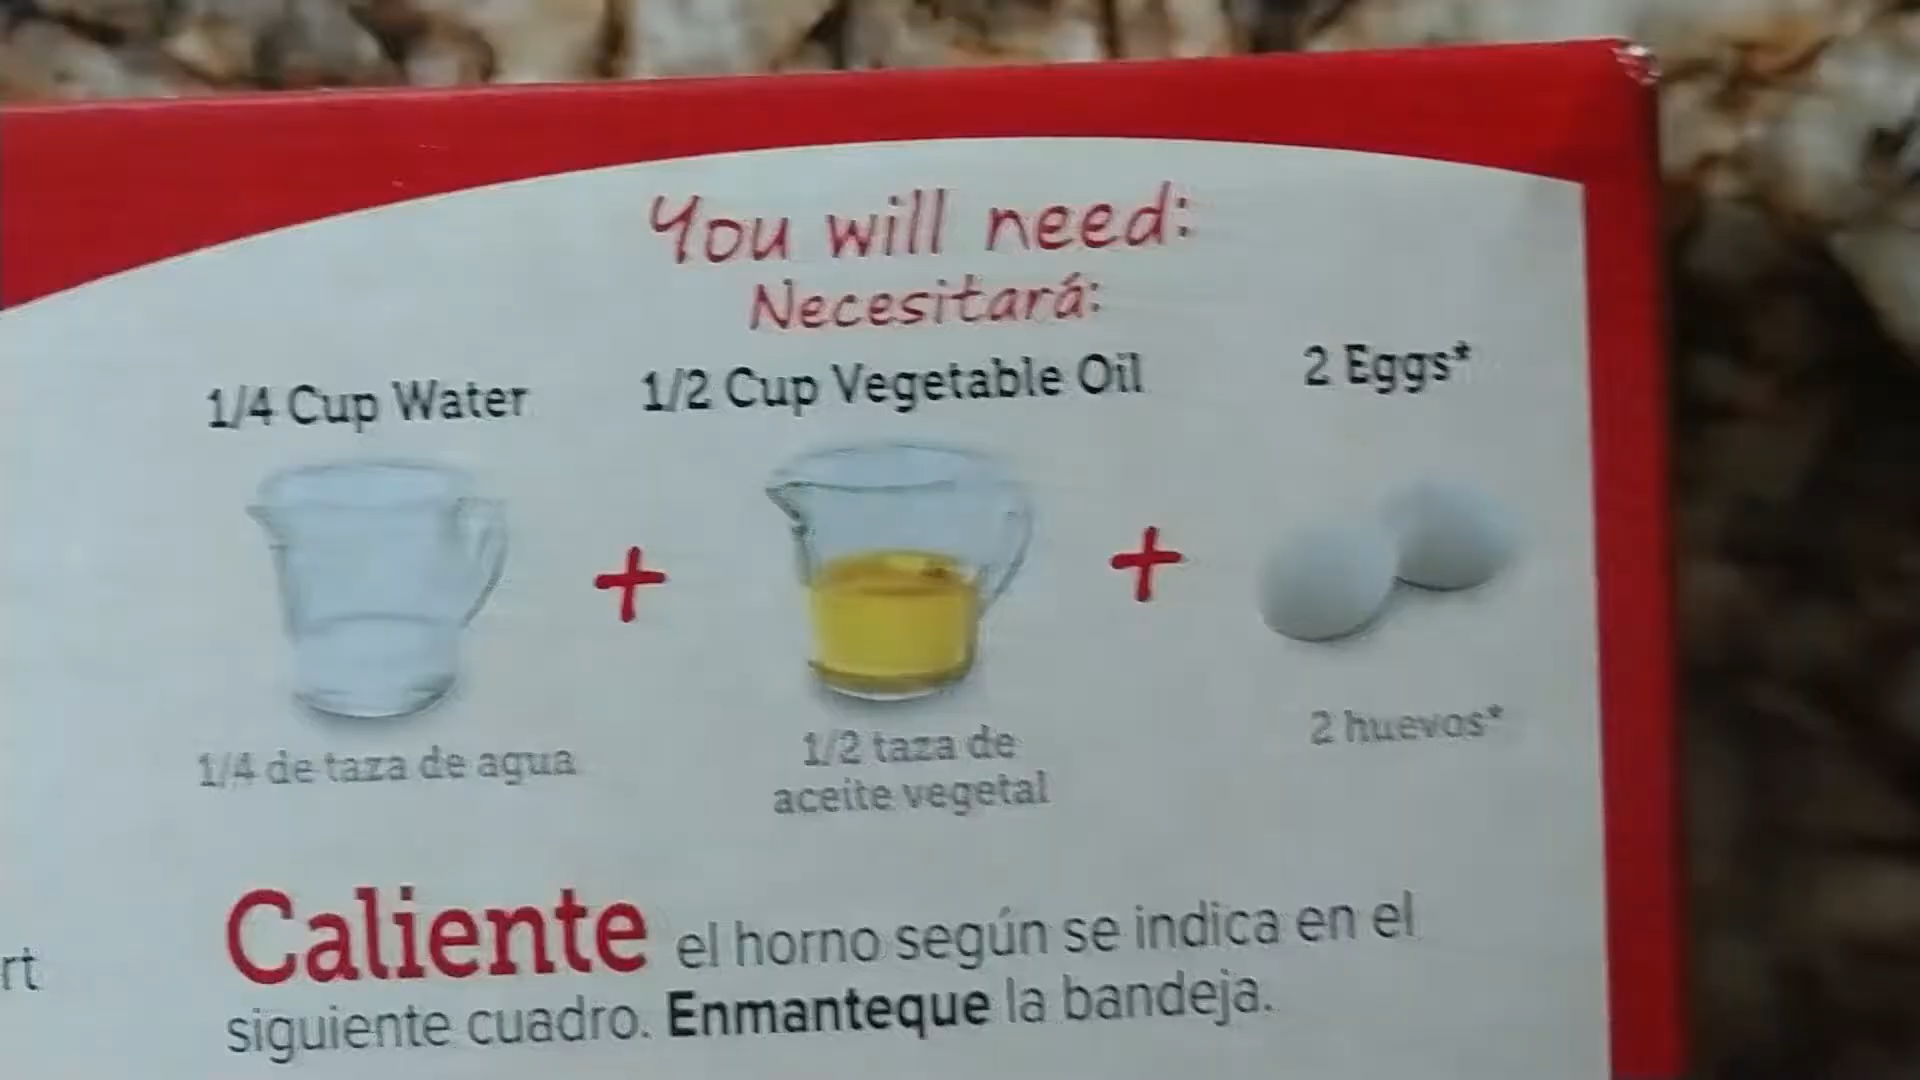 You will need:
Necesitará:
1/4 Cup Water
1/2 Cup Vegetable Oil
2 Eggs*
1/4 de taza de agua
1/2 taza de
aceite vegetal
2 huevos*
Caliente el horno según se indica en el
siguiente cuadro. Enmanteque la bandeja.
rt